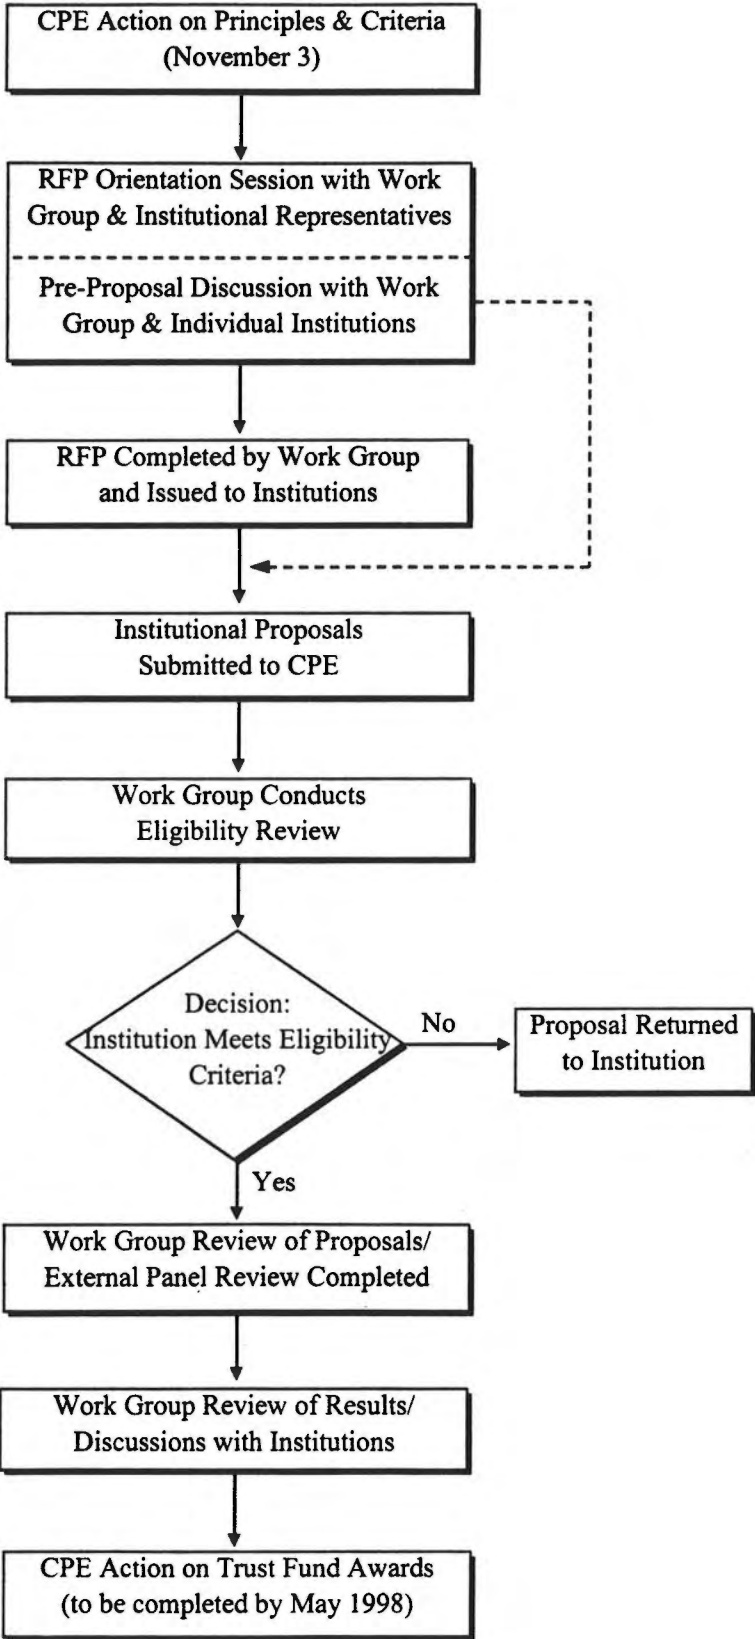 CPE Action on Principles & Criteria
(November 3)
RFP Orientation Session with Work
Group & Institutional Representatives
Pre-Proposal Discussion with Work
Group & Individual Institutions
RFP Completed by Work Group
and Issued to Institutions
Institutional Proposals
Submitted to CPE
Work Group Conducts
Eligibility Review
Decision:
Institution Meets Eligibility
Criteria?
No
Proposal Returned
to Institution
Yes
Work Group Review of Proposals/
External Panel Review Completed
Work Group Review of Results/
Discussions with Institutions
CPE Action on Trust Fund Awards
(to be completed by May 1998)